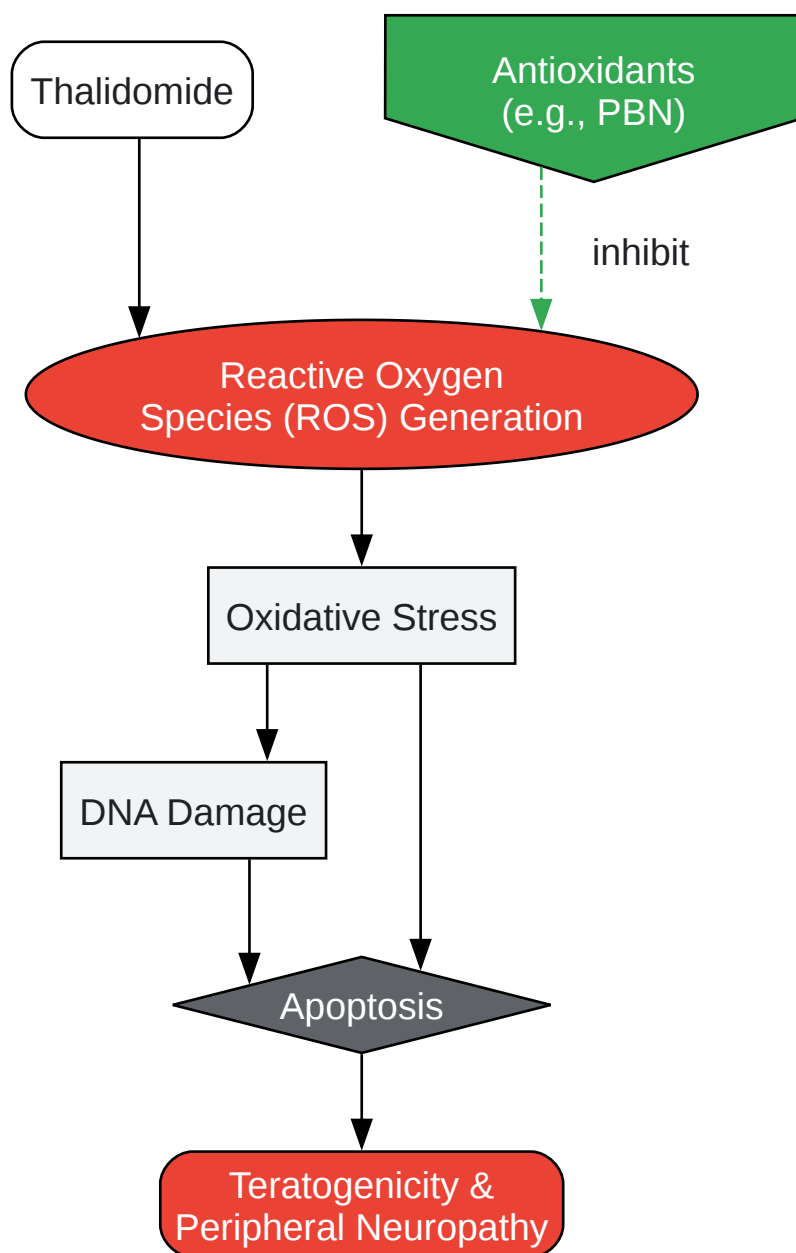 Thalidomide
Antioxidants
(e.g., PBN)
inhibit
Reactive Oxygen
Species (ROS) Generation
Oxidative Stress
DNA Damage
Apoptosis
Teratogenicity &
Peripheral Neuropathy